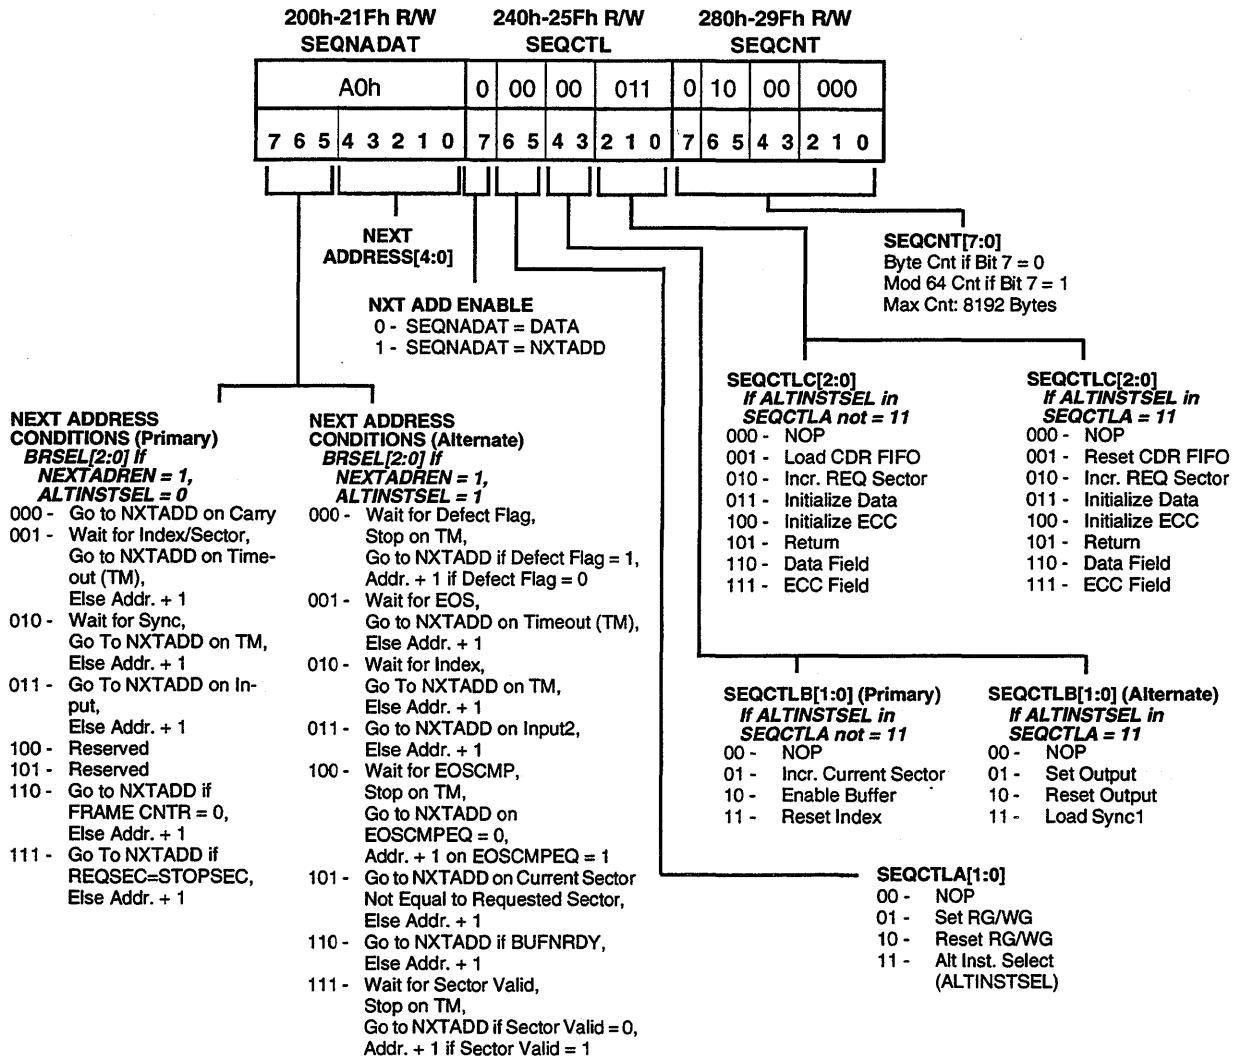 200h-21Fh R/W 240h-25Fh R/W 280h-29Fh R/W
SEQNADAT SEQCTL SEQCNT
A0h 0 00 00 011 0 10 00 000
7 6 5 4 3 2 1 0 7 6 5 4 3 2 1 0 7 6 5 4 3 2 1 0
NEXT
ADDRESS[4:0]
SEQCNT[7:0]
Byte Cnt if Bit 7 = 0
Mod 64 Cnt if Bit 7 = 1
Max Cnt: 8192 Bytes
NXT ADD ENABLE
0 - SEQNADAT = DATA
1 - SEQNADAT = NXTADD
NEXT ADDRESS
CONDITIONS (Primary)
BRSEL[2:0] If
NEXTADREN = 1,
ALTINSTSEL = 0
000 - Go to NXTADD on Carry
001 - Wait for Index/Sector,
Go to NXTADD on Time-
out (TM),
Else Addr. + 1
010 - Wait for Sync,
Go To NXTADD on TM,
Else Addr. + 1
011 - Go To NXTADD on In-
put,
Else Addr. + 1
100 - Reserved
101 - Reserved
110 - Go to NXTADD if
FRAME CNTR = 0,
Else Addr. + 1
111 - Go To NXTADD if
REQSEC=STOPSEC,
Else Addr. + 1
NEXT ADDRESS
CONDITIONS (Alternate)
BRSEL[2:0] If
NEXTADREN = 1,
ALTINSTSEL = 1
000 - Wait for Defect Flag,
Stop on TM,
Go to NXTADD if Defect Flag = 1,
Addr. + 1 if Defect Flag = 0
001 - Wait for EOS,
Go to NXTADD on Timeout (TM),
Else Addr. + 1
010 - Wait for Index,
Go To NXTADD on TM,
Else Addr. + 1
011 - Go to NXTADD on Input2,
Else Addr. + 1
100 - Wait for EOSCMP,
Stop on TM,
Go to NXTADD on
EOSCMPEQ = 0,
Addr. + 1 on EOSCMPEQ = 1
101 - Go to NXTADD on Current Sector
Not Equal to Requested Sector,
Else Addr. + 1
110 - Go to NXTADD if BUFNRDY,
Else Addr. + 1
111 - Wait for Sector Valid,
Stop on TM,
Go to NXTADD if Sector Valid = 0,
Addr. + 1 if Sector Valid = 1
SEQCTLC[2:0]
If ALTINSTSEL in
SEQCTLA not = 11
000 - NOP
001 - Load CDR FIFO
010 - Incr. REQ Sector
011 - Initialize Data
100 - Initialize ECC
101 - Return
110 - Data Field
111 - ECC Field
SEQCTLC[2:0]
If ALTINSTSEL in
SEQCTLA = 11
000 - NOP
001 - Reset CDR FIFO
010 - Incr. REQ Sector
011 - Initialize Data
100 - Initialize ECC
101 - Return
110 - Data Field
111 - ECC Field
SEQCTLB[1:0] (Primary)
If ALTINSTSEL in
SEQCTLA not = 11
00 - NOP
01 - Incr. Current Sector
10 - Enable Buffer
11 - Reset Index
SEQCTLB[1:0] (Alternate)
If ALTINSTSEL in
SEQCTLA = 11
00 - NOP
01 - Set Output
10 - Reset Output
11 - Load Sync1
SEQCTLA[1:0]
00 - NOP
01 - Set RG/WG
10 - Reset RG/WG
11 - Alt Inst. Select
(ALTINSTSEL)